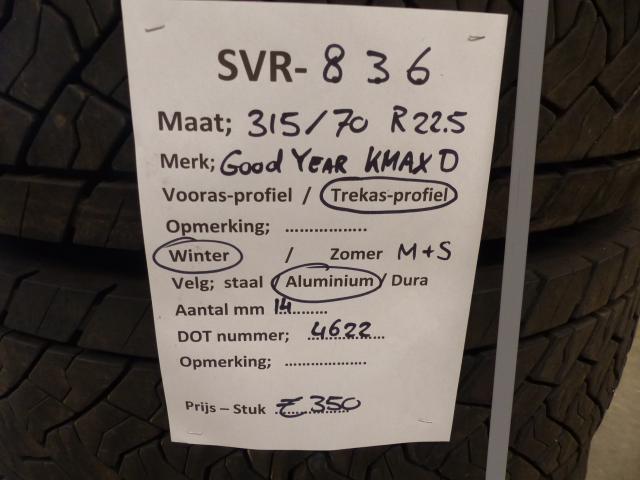 SVR-836
Maat; 315/70 R 22.5
Merk; Good YEAR KMAX D
Vooras-profiel / Trekas-profiel
Opmerking; ................
Winter / Zomer M+S
Velg; staal / Aluminium / Dura
Aantal mm 14.........
DOT nummer; ..4622...
Opmerking; ...................
Prijs – Stuk ..€350